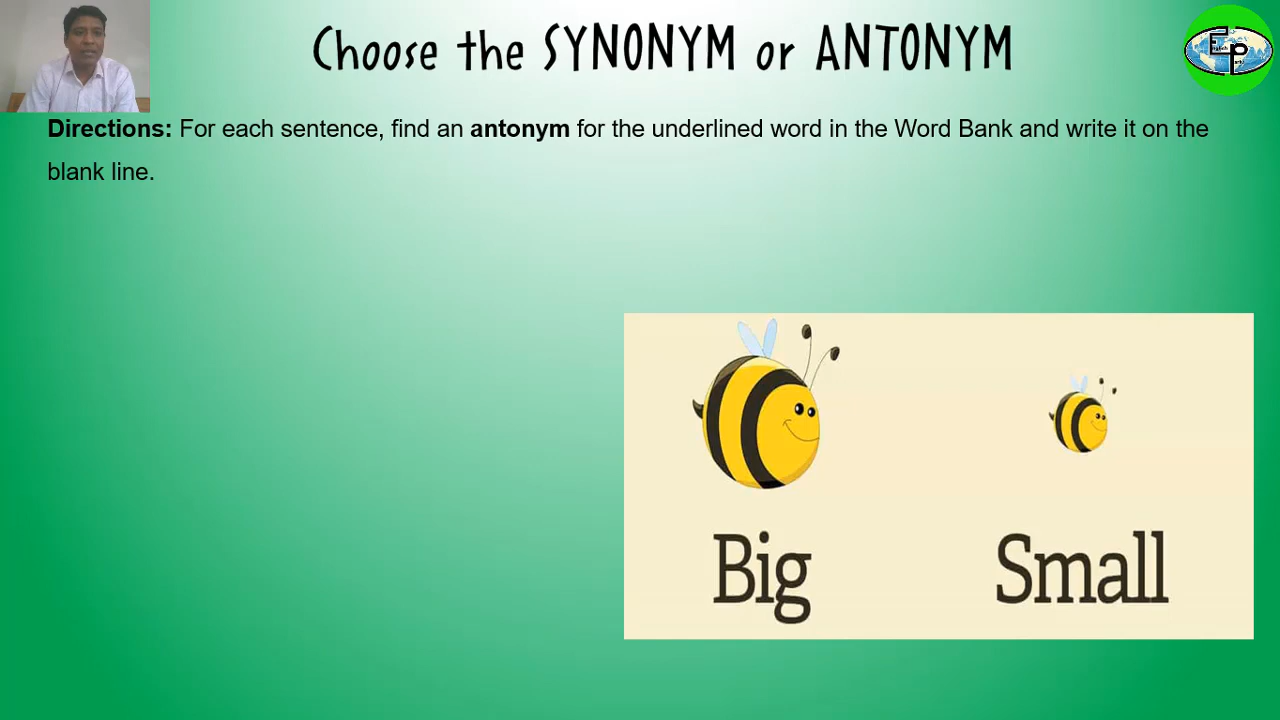 Choose the SYNONYM or ANTONYM
Directions: For each sentence, find an antonym for the underlined word in the Word Bank and write it on the
blank line.
Big
Small